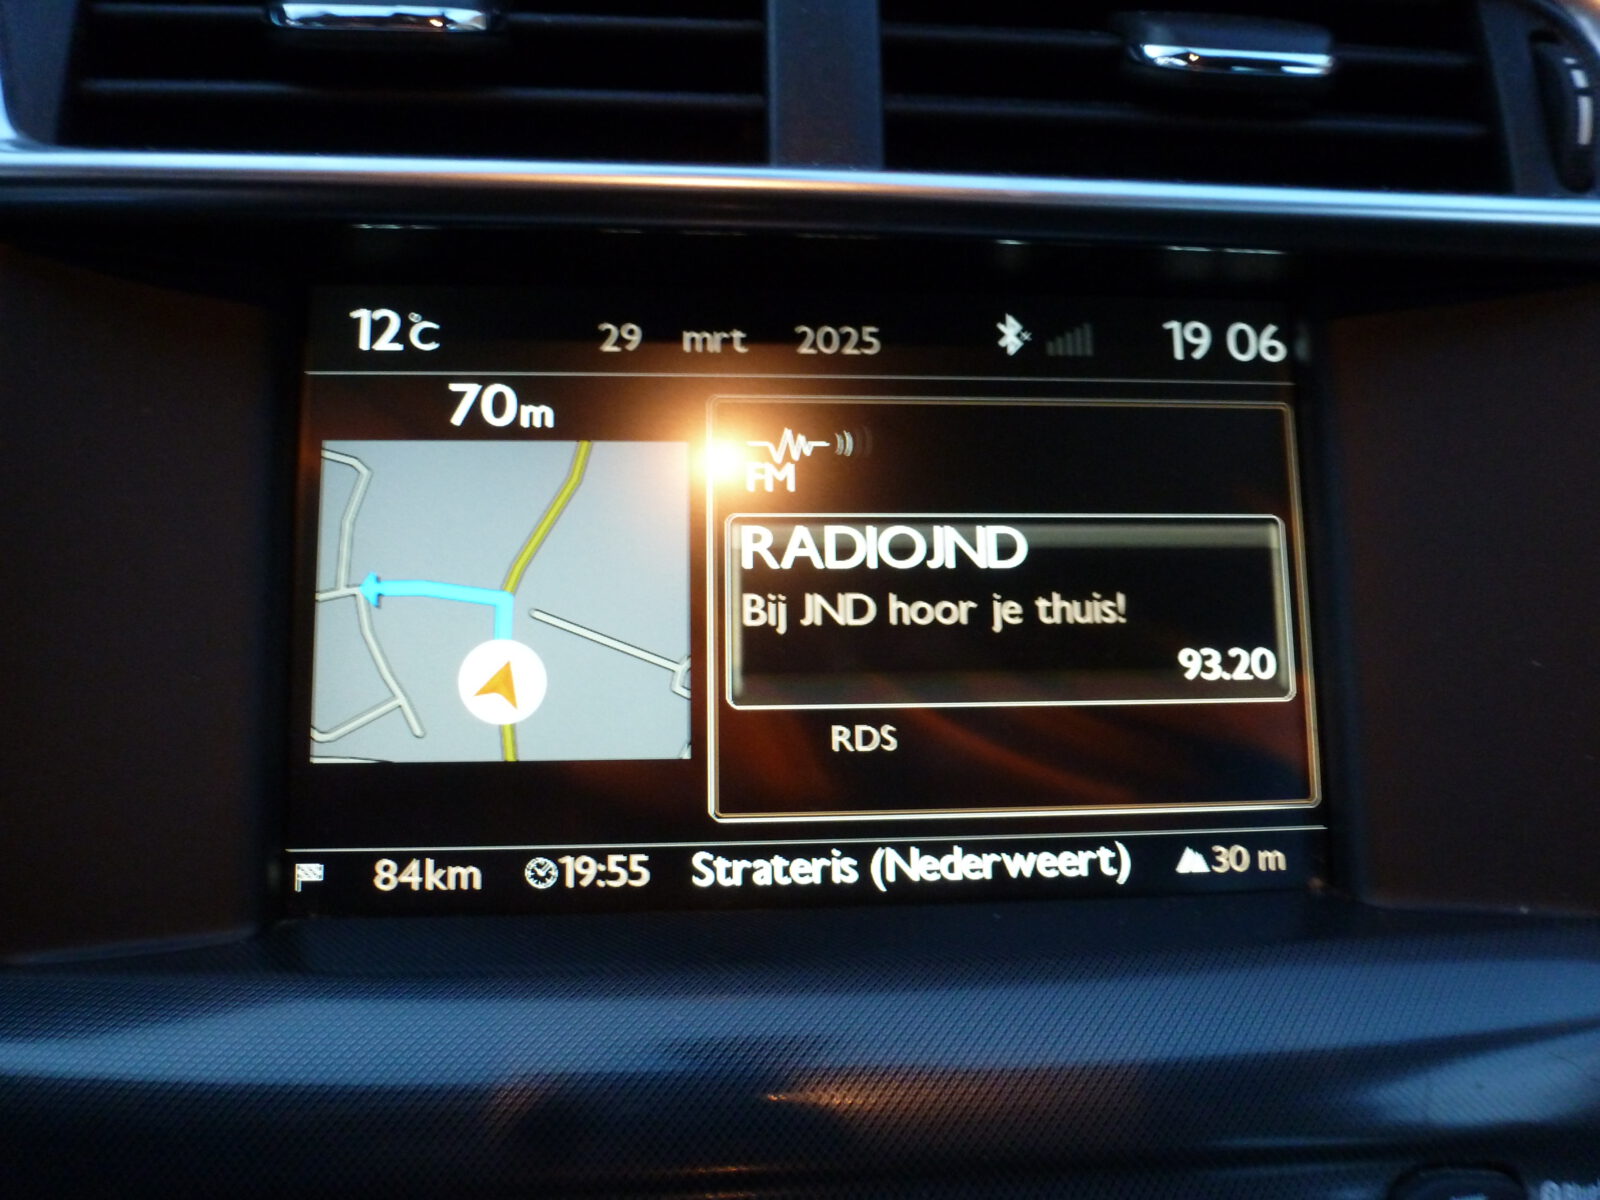 12°C 29 mrt 2025 19 06
70m
FM
RADIOJND
Bij JND hoor je thuis!
93.20
RDS
84km 19:55 Strateris (Nederweert) 30 m